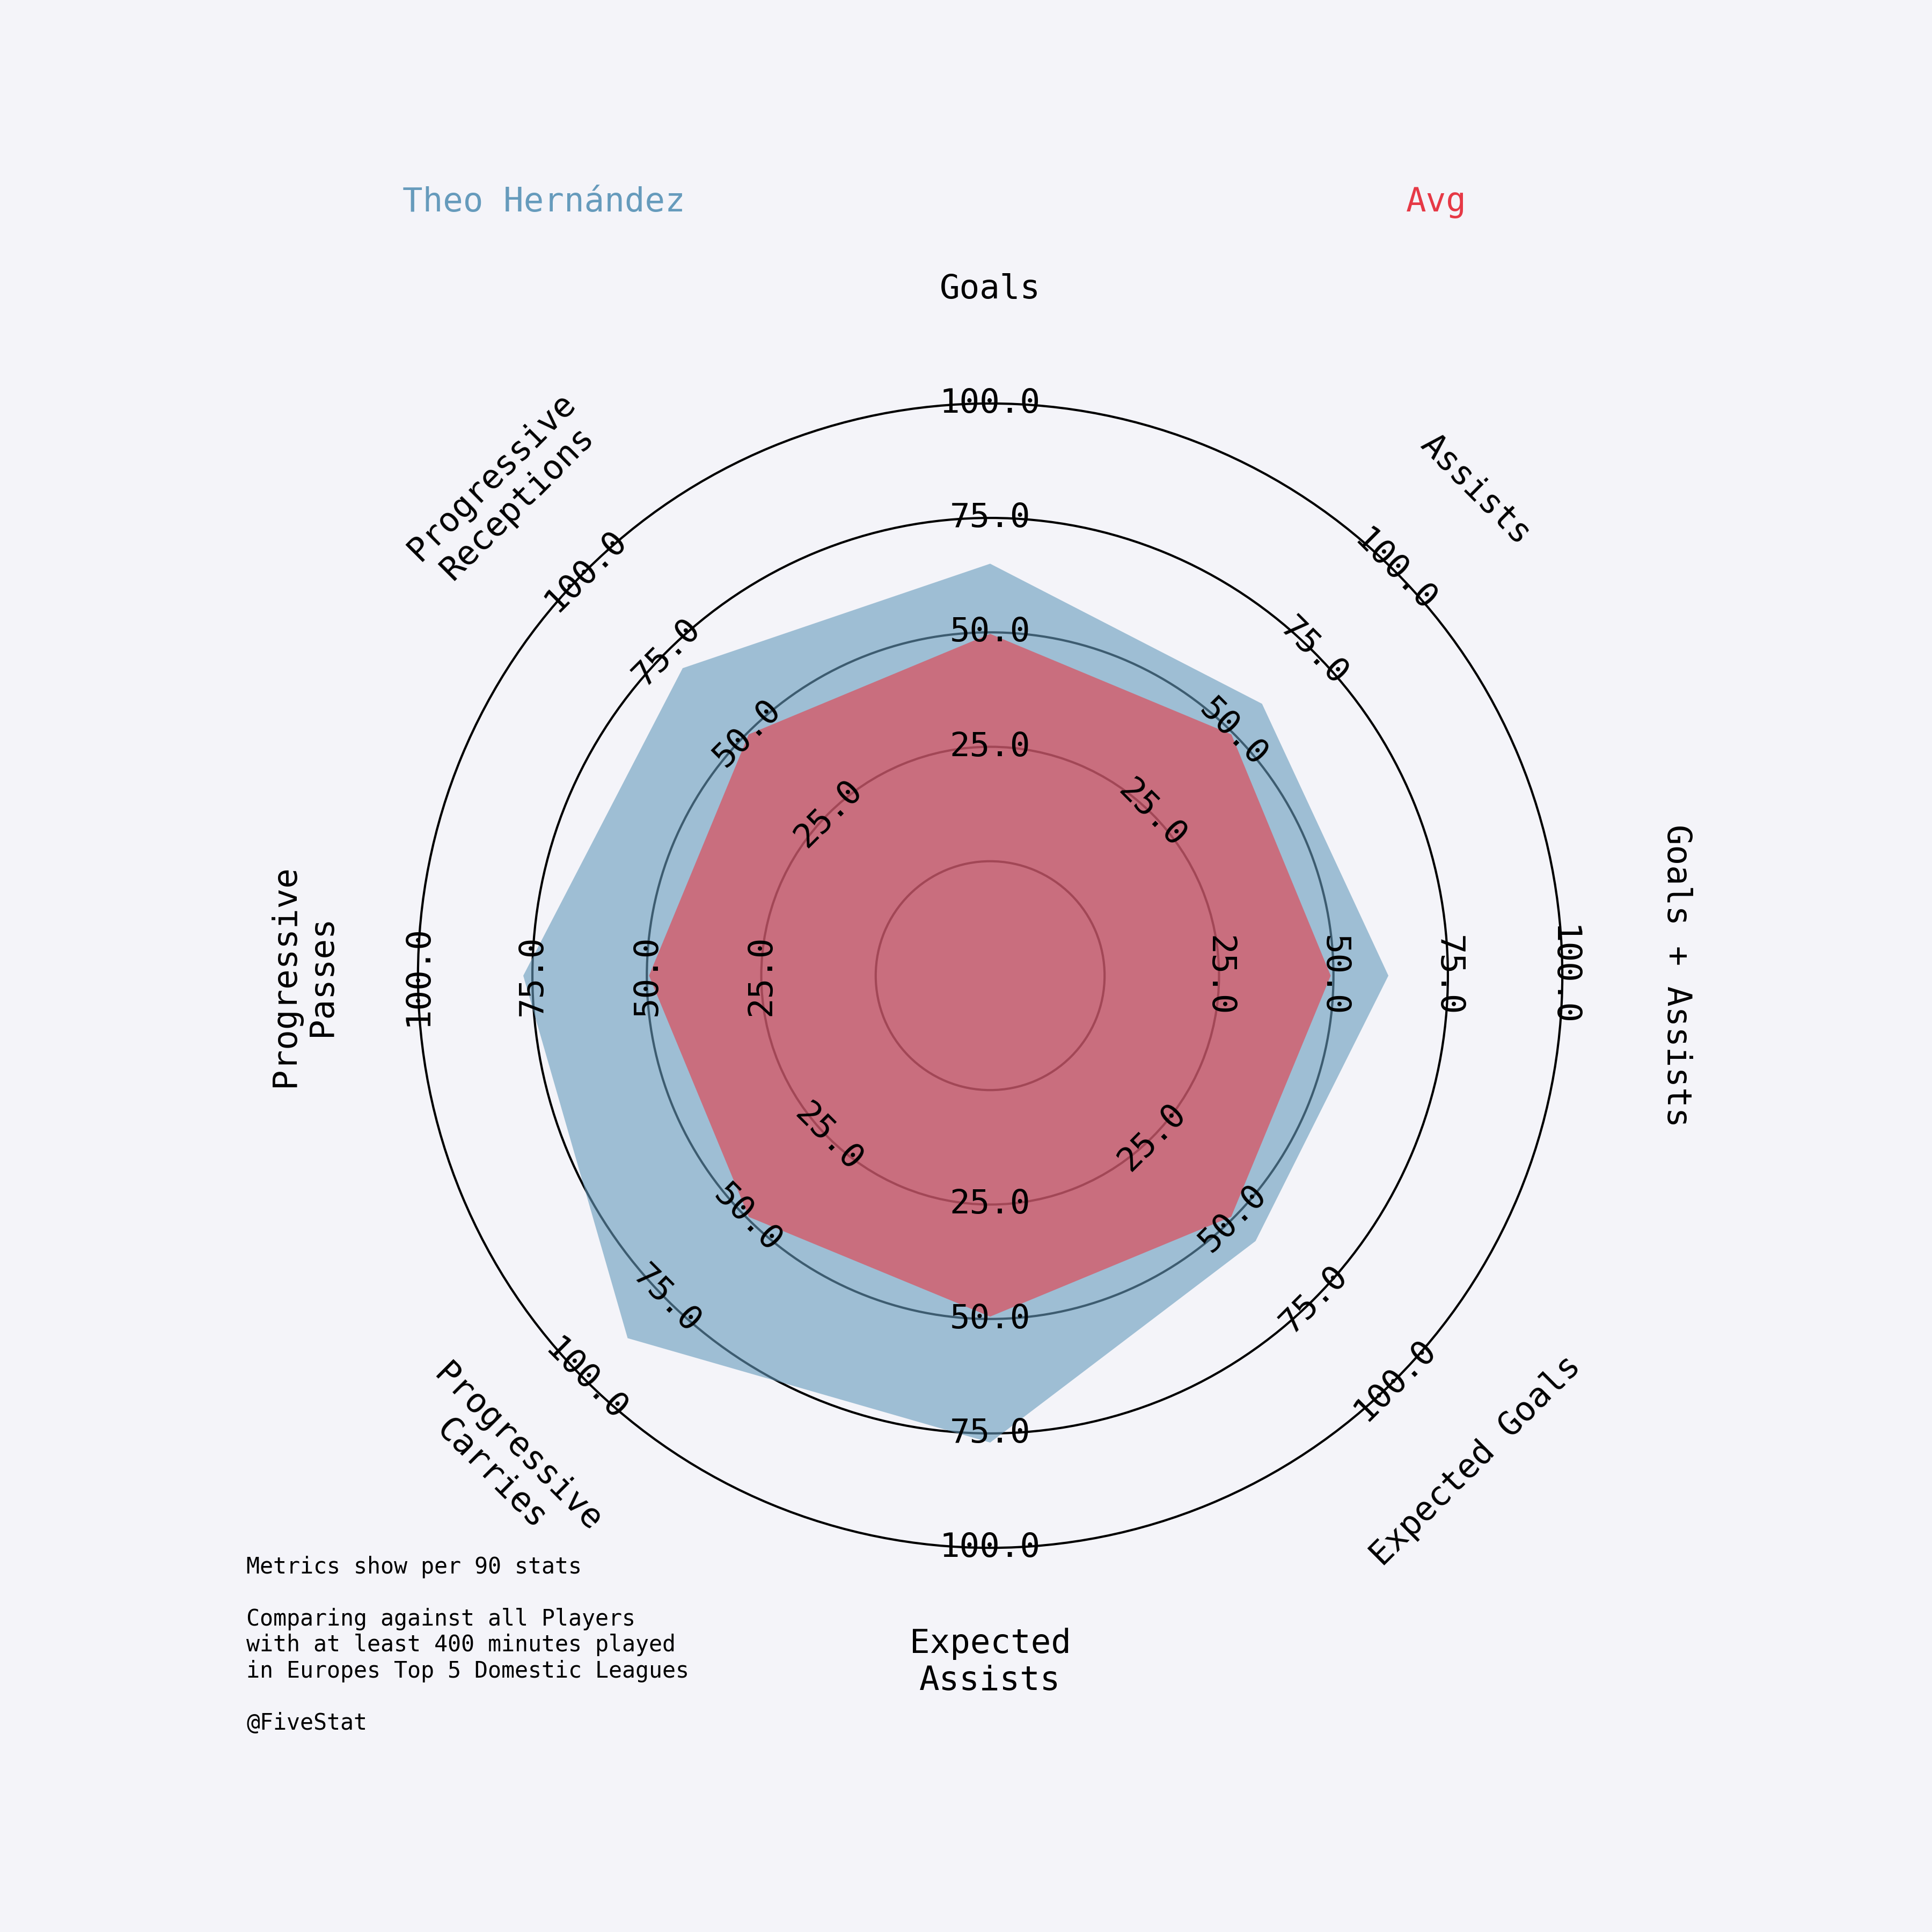 Theo Hernández
Avg
Goals
Assists
Goals + Assists
Expected Goals
Expected
Assists
Progressive
Carries
Progressive
Passes
Progressive
Receptions
25.0
50.0
75.0
100.0
25.0
50.0
75.0
100.0
25.0
50.0
75.0
100.0
25.0
50.0
75.0
100.0
25.0
50.0
75.0
100.0
25.0
50.0
75.0
100.0
25.0
50.0
75.0
100.0
25.0
50.0
75.0
100.0
Metrics show per 90 stats
Comparing against all Players
with at least 400 minutes played
in Europes Top 5 Domestic Leagues
@FiveStat